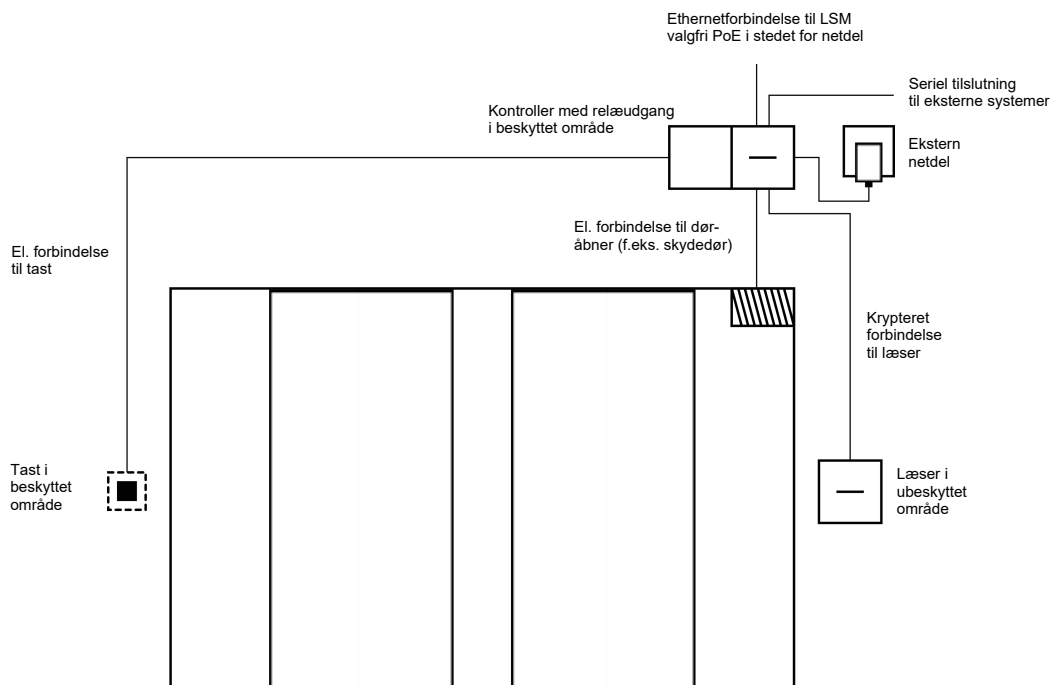 Ethernetforbindelse til LSM
valgfri PoE i stedet for netdel
Seriel tilslutning
til eksterne systemer
Kontroller med relæudgang
i beskyttet område
Ekstern
netdel
El. forbindelse til dør-
åbner (f.eks. skydedør)
El. forbindelse
til tast
Krypteret
forbindelse
til læser
Tast i
beskyttet
område
Læser i
ubeskyttet
område